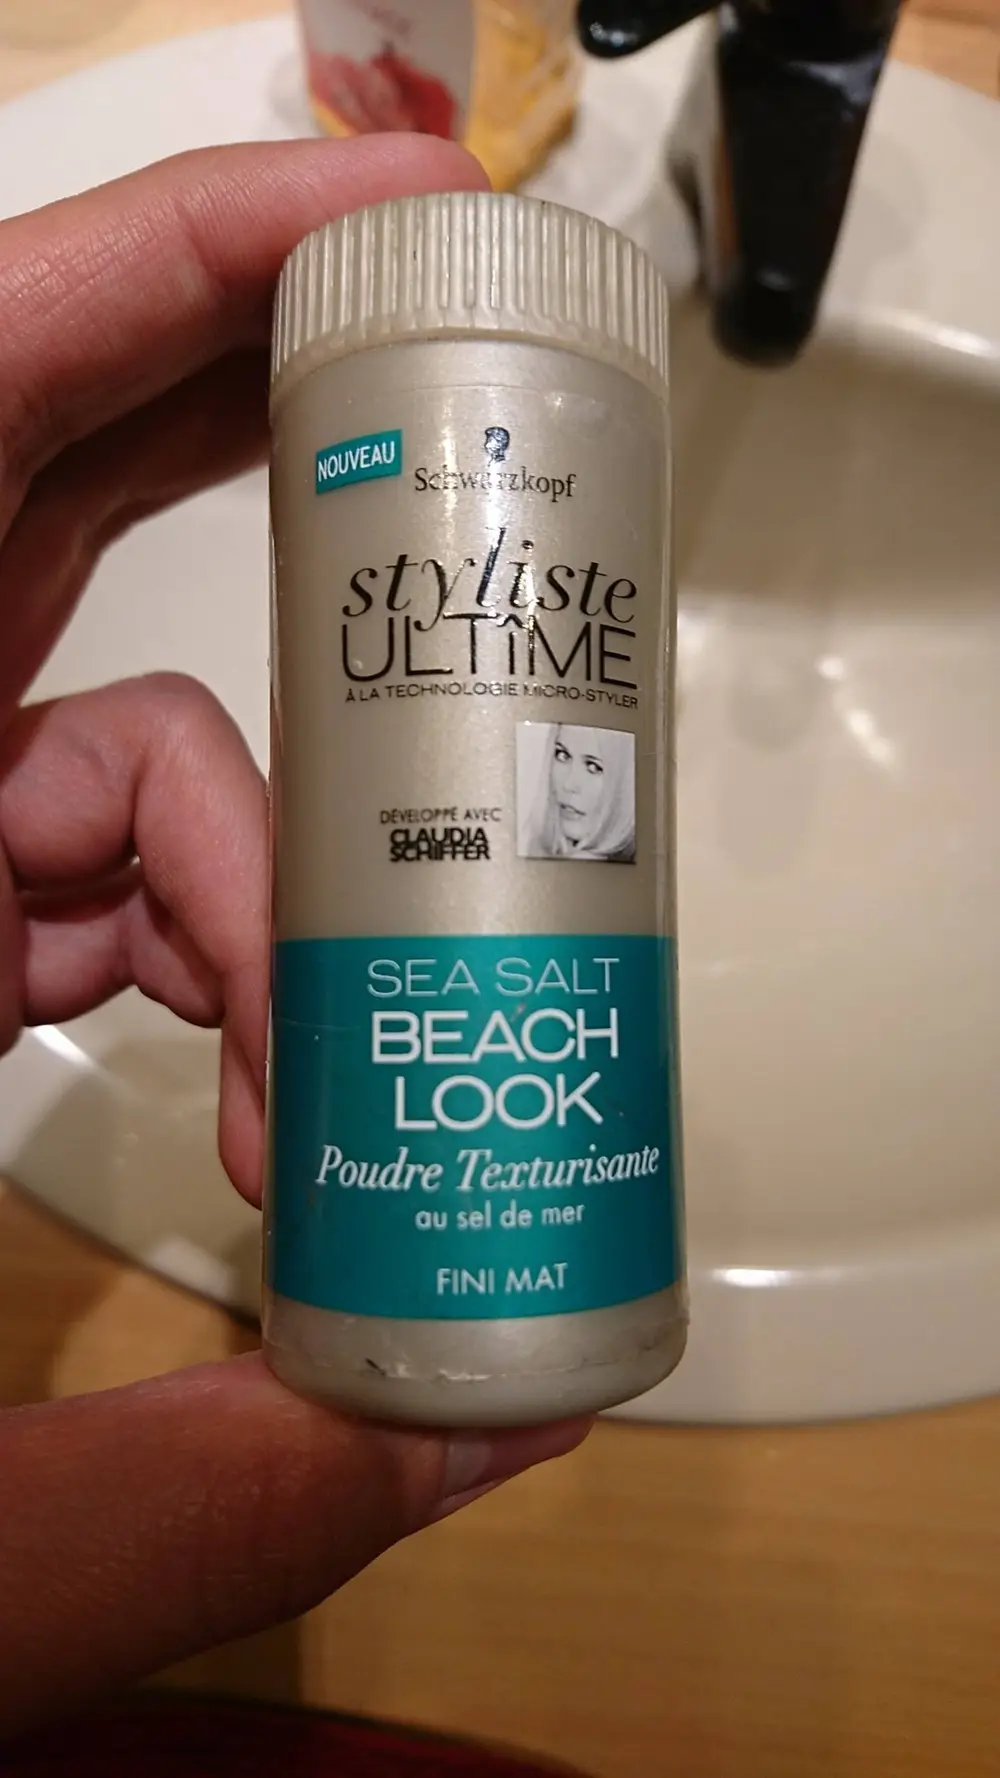 NOUVEAU
Schwarzkopf
styliste
ULTÎME
À LA TECHNOLOGIE MICRO-STYLER
DÉVELOPPÉ AVEC
CLAUDIA
SCHIFFER
SEA SALT
BEACH
LOOK
Poudre Texturisante
au sel de mer
FINI MAT